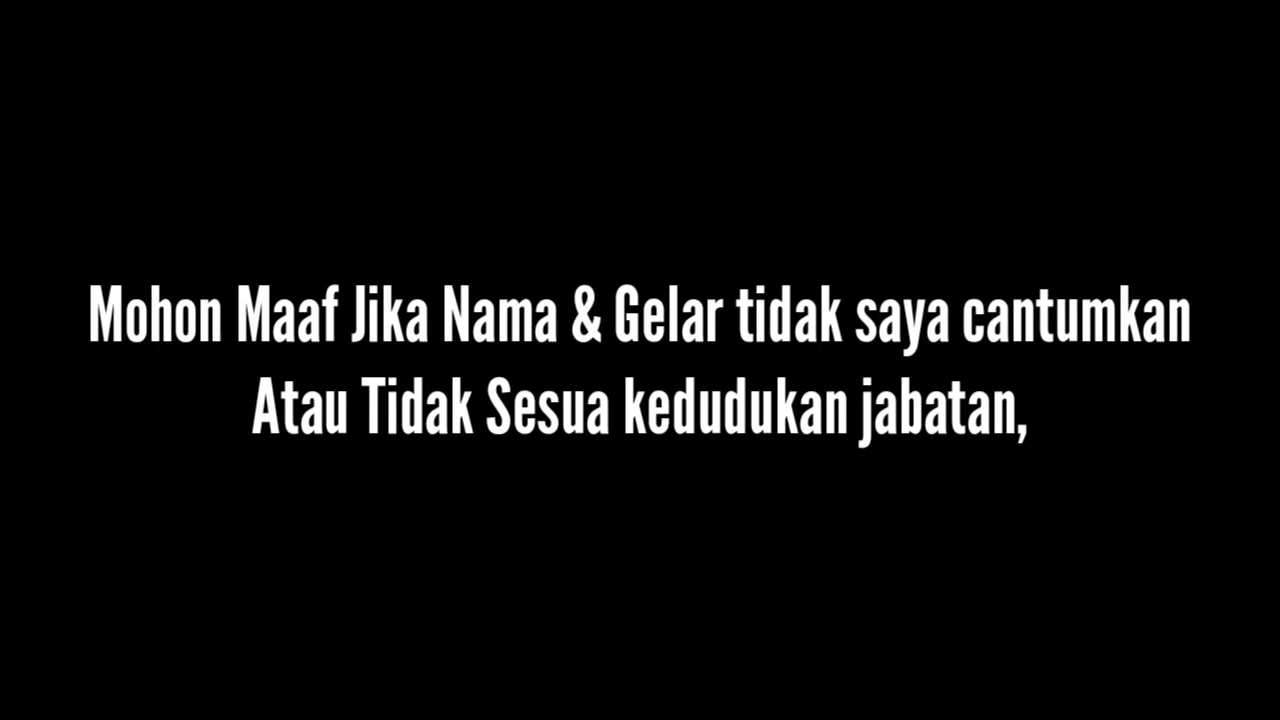 Mohon Maaf Jika Nama & Gelar tidak saya cantumkan
Atau Tidak Sesua kedudukan jabatan,